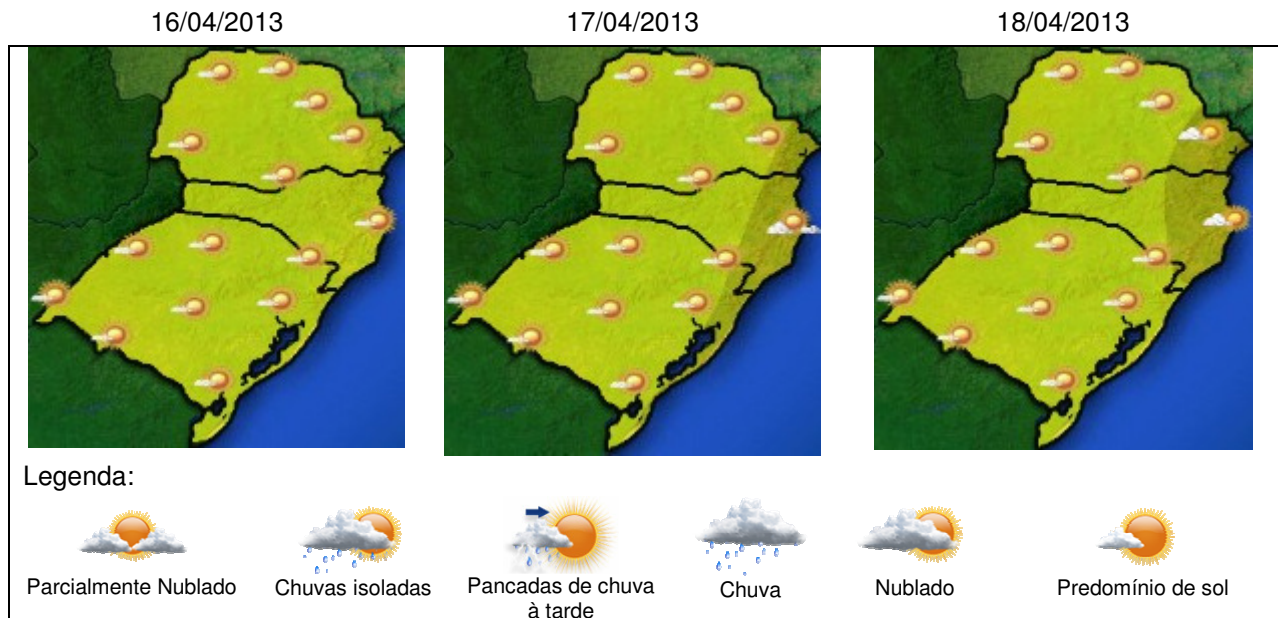 16/04/2013 17/04/2013 18/04/2013
Legenda:
Parcialmente Nublado Chuvas isoladas Pancadas de chuva à tarde Chuva Nublado Predomínio de sol